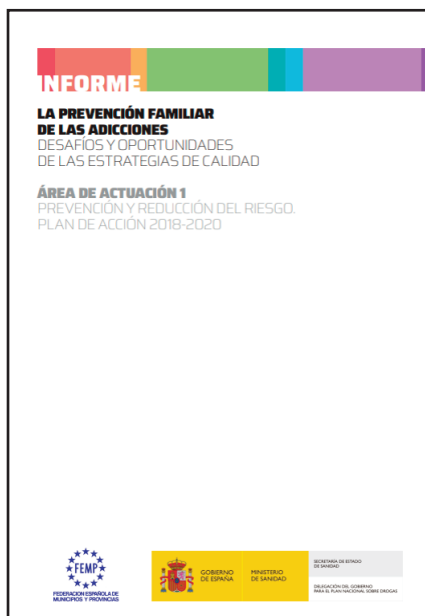 INFORME
LA PREVENCIÓN FAMILIAR
DE LAS ADICCIONES
DESAFÍOS Y OPORTUNIDADES
DE LAS ESTRATEGIAS DE CALIDAD
ÁREA DE ACTUACIÓN 1
PREVENCIÓN Y REDUCCIÓN DEL RIESGO.
PLAN DE ACCIÓN 2018-2020
FEMP
FEDERACION ESPAÑOLA DE
MUNICIPIOS Y PROVINCIAS
GOBIERNO
DE ESPAÑA
MINISTERIO
DE SANIDAD
SECRETARÍA DE ESTADO
DE SANIDAD
DELEGACIÓN DEL GOBIERNO
PARA EL PLAN NACIONAL SOBRE DROGAS